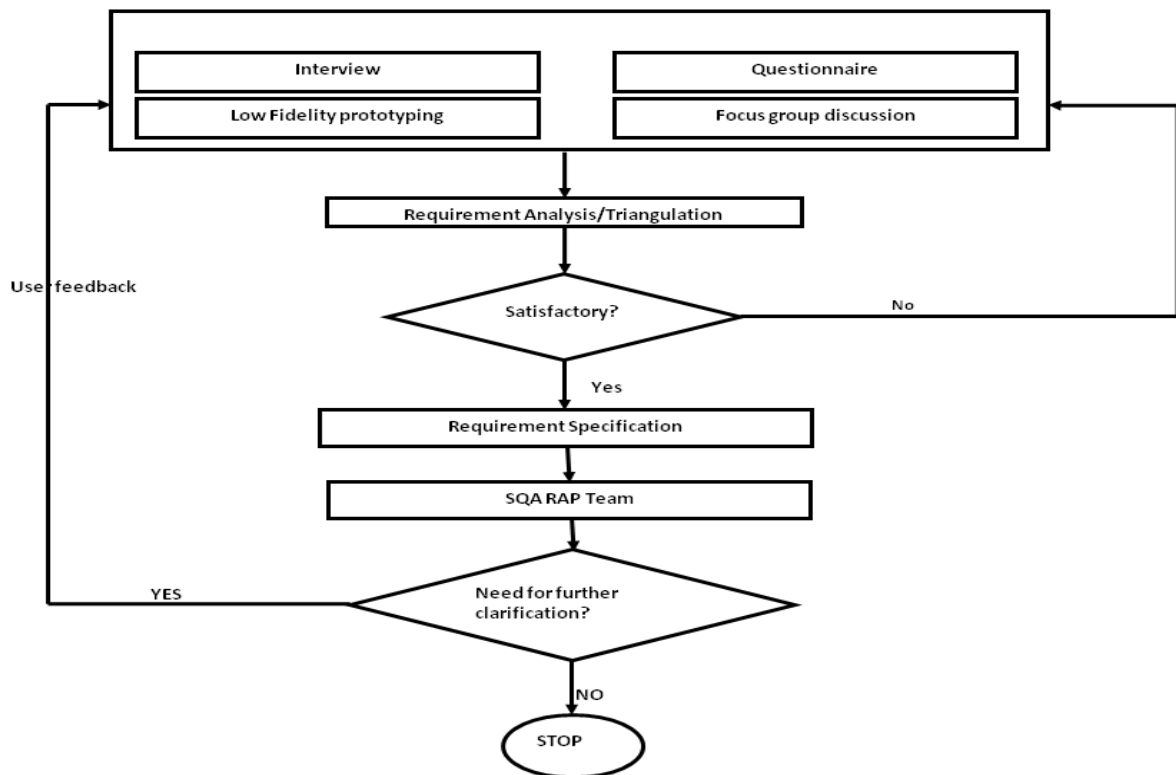 Interview
Questionnaire
Low Fidelity prototyping
Focus group discussion
Requirement Analysis/Triangulation
User feedback
Satisfactory?
No
Yes
Requirement Specification
SQA RAP Team
YES
Need for further
clarification?
NO
STOP